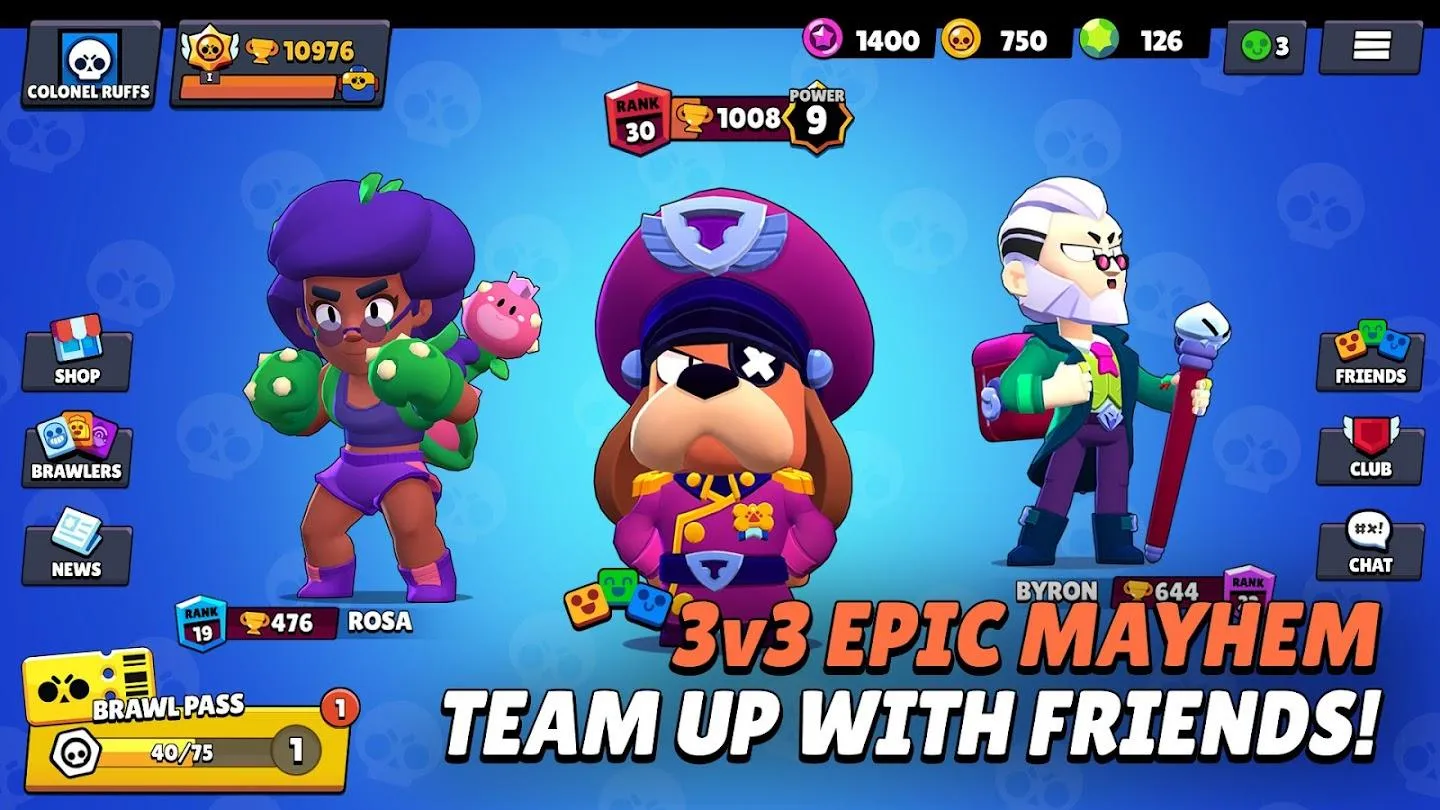 COLONEL RUFFS
I
10976
1400
750
126
3
RANK
30
1008
POWER
9
SHOP
BRAWLERS
NEWS
FRIENDS
CLUB
#x!
CHAT
RANK
19
476
ROSA
BYRON
644
RANK
3v3 EPIC MAYHEM
TEAM UP WITH FRIENDS!
BRAWL PASS
1
40/75
1